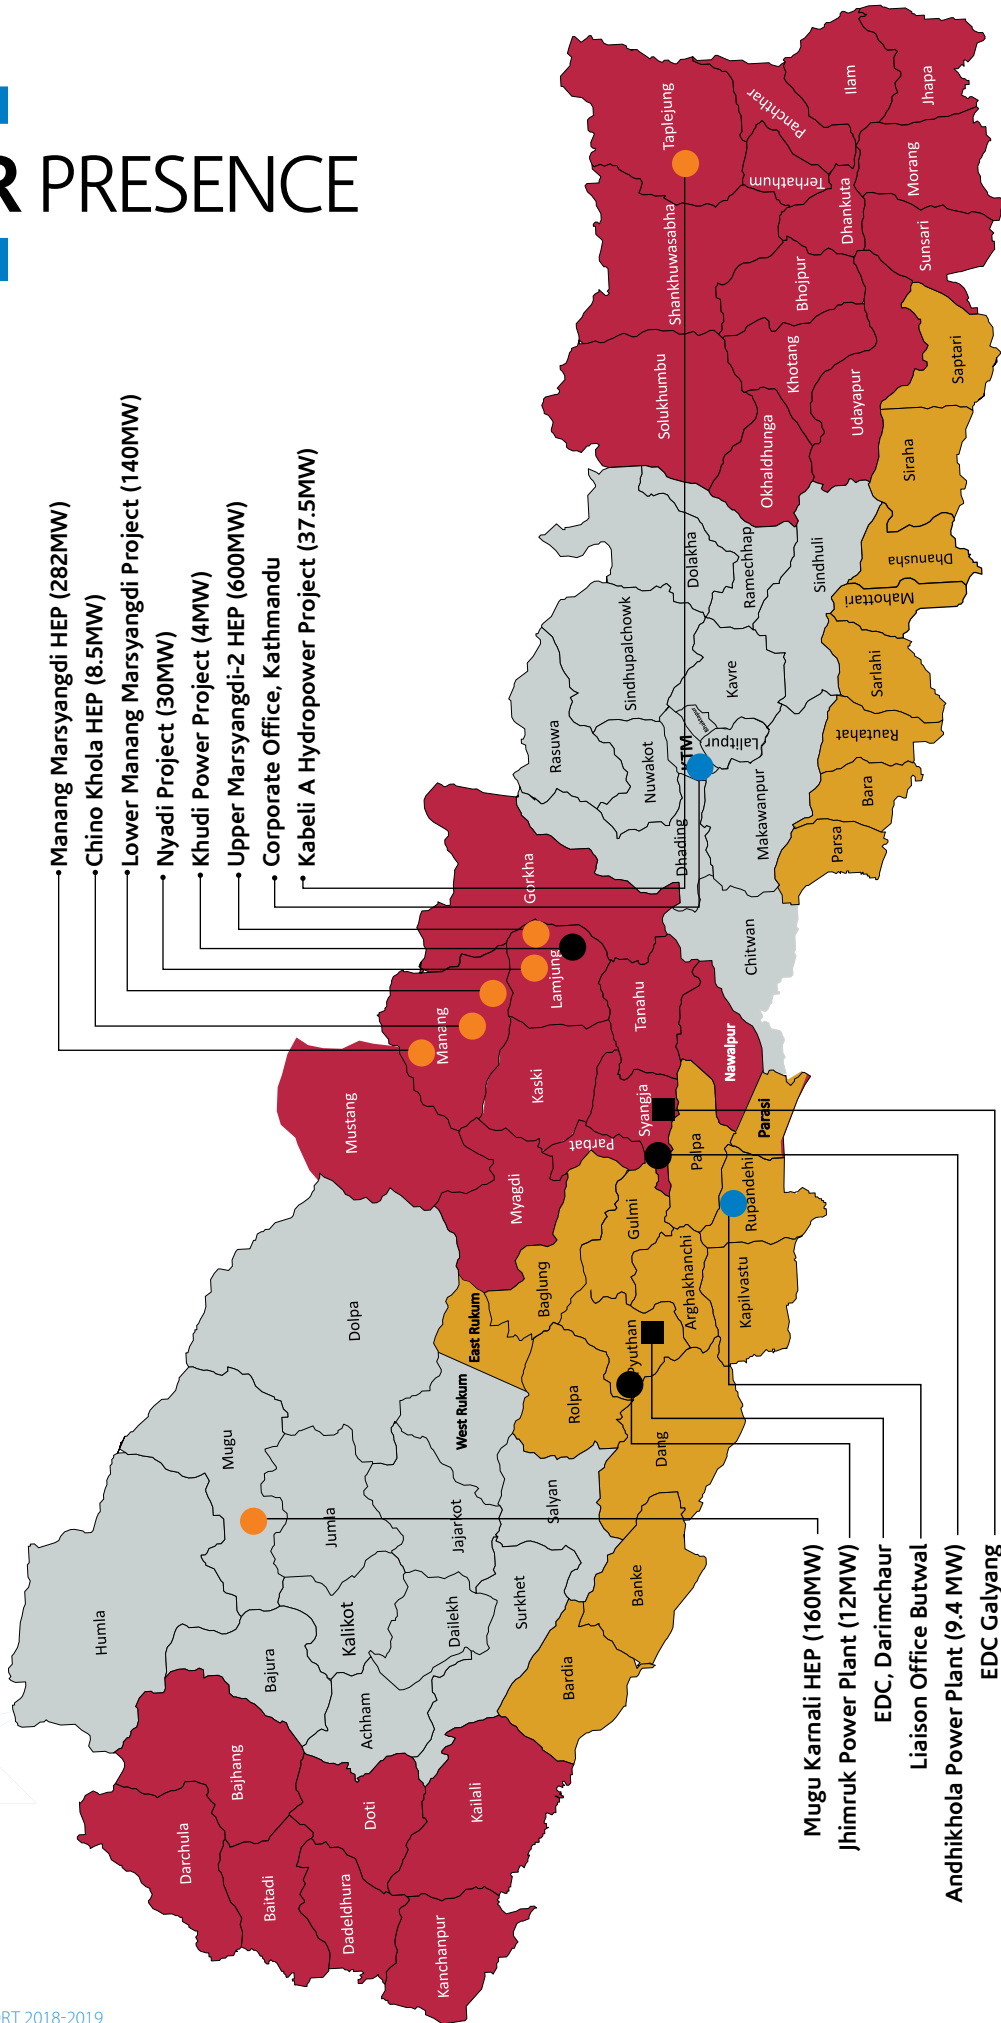 R PRESENCE
Manang Marsyangdi HEP (282MW)
Chino Khola HEP (8.5MW)
Lower Manang Marsyangdi Project (140MW)
Nyadi Project (30MW)
Khudi Power Project (4MW)
Upper Marsyangdi-2 HEP (600MW)
Corporate Office, Kathmandu
Kabeli A Hydropower Project (37.5MW)
Humla
Mugu
Dolpa
Jumla
Bajura
Kalikot
Jajarkot
West Rukum
Achham
Dailekh
Surkhet
Salyan
Darchula
Bajhang
Baitadi
Doti
Dadeldhura
Kailali
Kanchanpur
Bardia
Banke
Dang
Rolpa
East Rukum
Baglung
Pyuthan
Gulmi
Arghakhanchi
Kapilvastu
Rupandehi
Palpa
Parasi
Mustang
Manang
Myagdi
Kaski
Parbat
Syangja
Lamjung
Tanahu
Gorkha
Nawalpur
Chitwan
Rasuwa
Nuwakot
Dhading
Sindhupalchowk
KTM
Bhaktapur
Lalitpur
Kavre
Makawanpur
Dolakha
Ramechhap
Sindhuli
Parsa
Bara
Rautahat
Sarlahi
Mahottari
Dhanusha
Siraha
Saptari
Solukhumbu
Okhaldhunga
Khotang
Udayapur
Shankhuwasabha
Bhojpur
Taplejung
Terhathum
Panchthar
Dhankuta
Sunsari
Morang
Ilam
Jhapa
Mugu Karnali HEP (160MW)
Jhimruk Power Plant (12MW)
EDC, Darimchaur
Liaison Office Butwal
Andhikhola Power Plant (9.4 MW)
EDC Galyang
RT 2018-2019